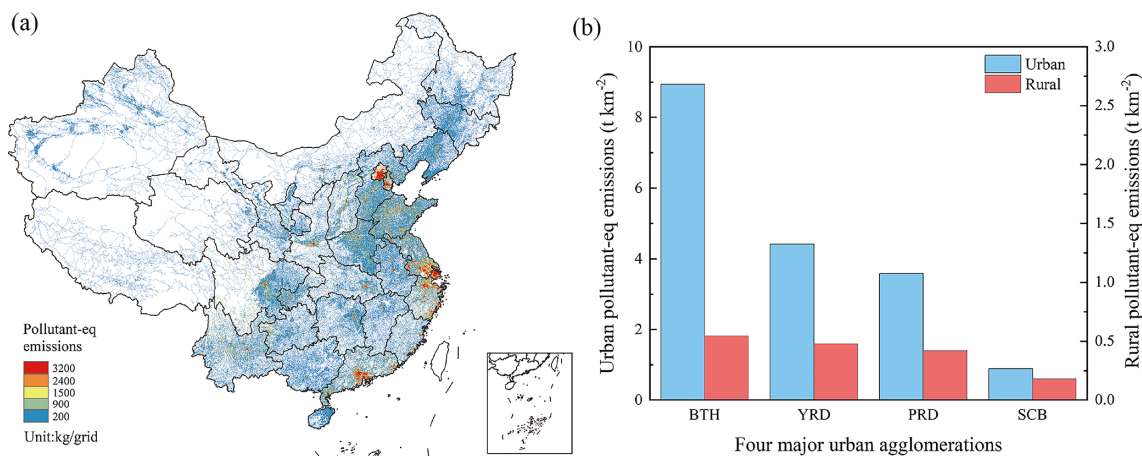 (a)
Pollutant-eq
emissions
3200
2400
1500
900
200
Unit:kg/grid
(b)
Urban pollutant-eq emissions (t km⁻²)
10
8
6
4
2
0
Urban
Rural
3.0
2.5
2.0
1.5
1.0
0.5
0.0
Rural pollutant-eq emissions (t km⁻²)
BTH YRD PRD SCB
Four major urban agglomerations